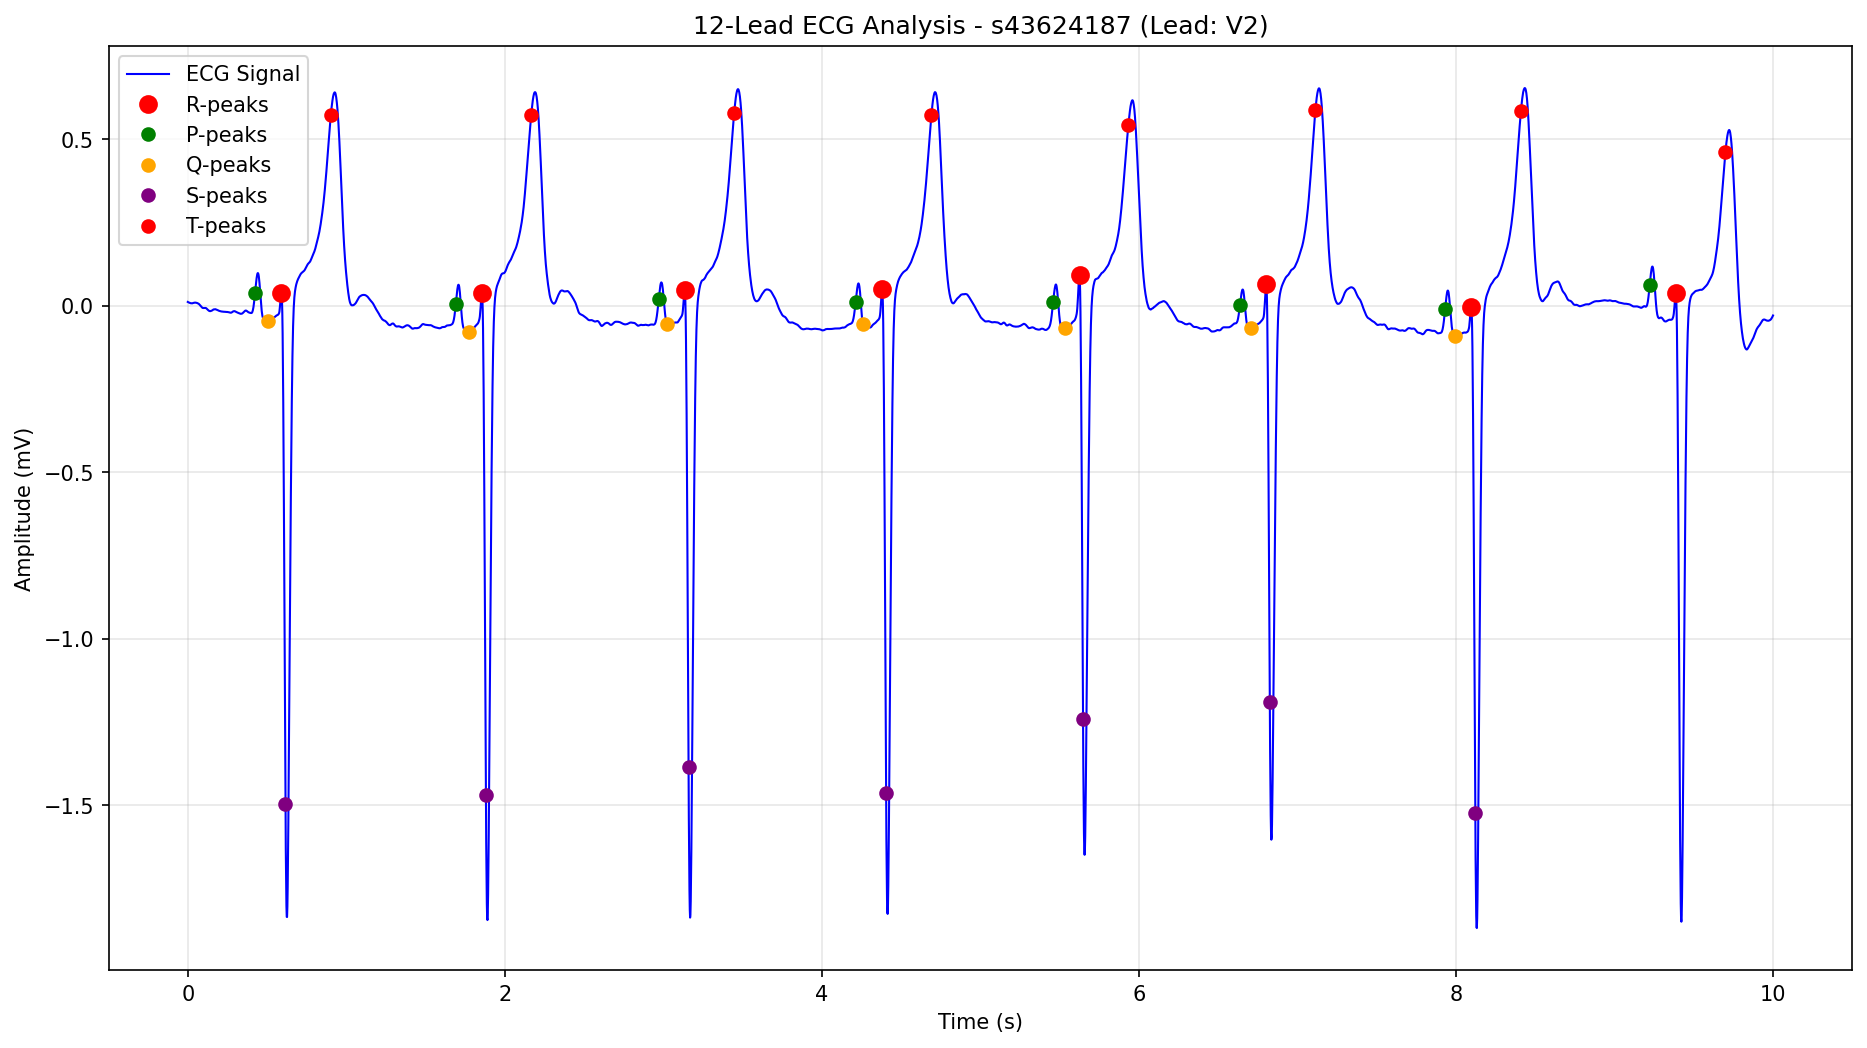 12-Lead ECG Analysis - s43624187 (Lead: V2)
ECG Signal
R-peaks
P-peaks
Q-peaks
S-peaks
T-peaks
Amplitude (mV)
0.5
0.0
−0.5
−1.0
−1.5
0 2 4 6 8 10
Time (s)